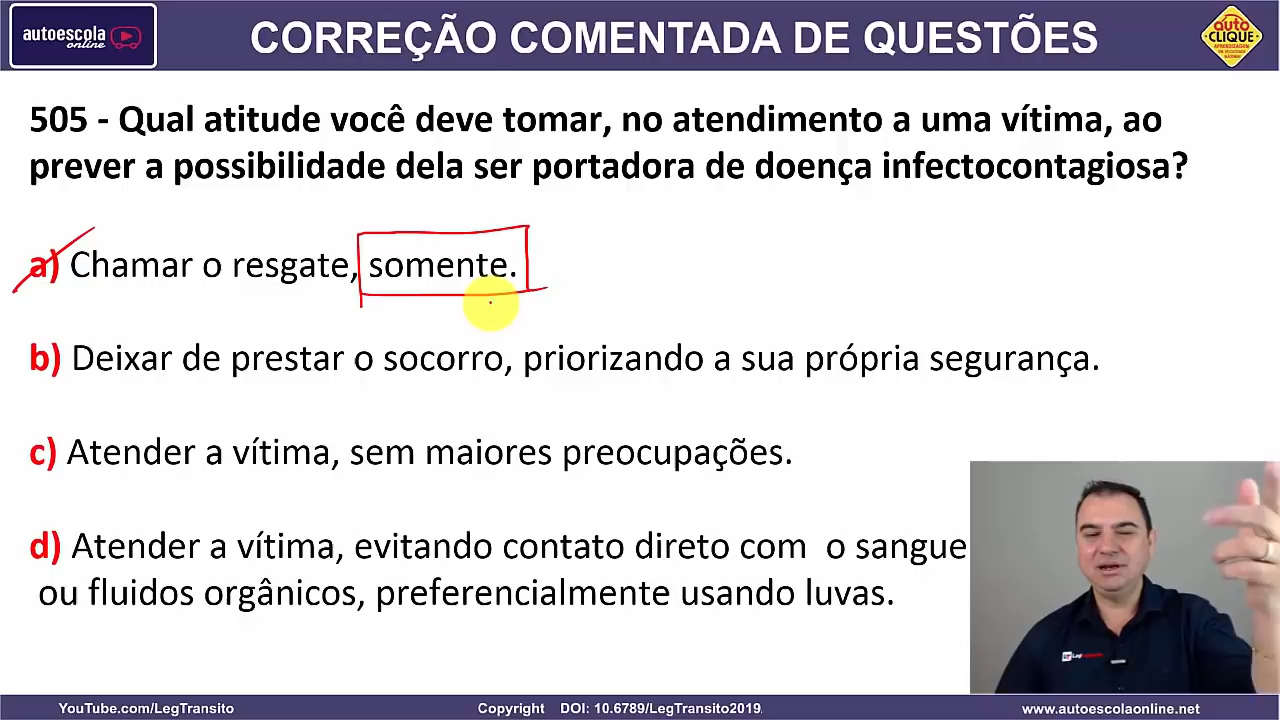 autoescola
online
CORREÇÃO COMENTADA DE QUESTÕES
auto
CLIQUE
505 - Qual atitude você deve tomar, no atendimento a uma vítima, ao
prever a possibilidade dela ser portadora de doença infectocontagiosa?
a) Chamar o resgate, somente.
b) Deixar de prestar o socorro, priorizando a sua própria segurança.
c) Atender a vítima, sem maiores preocupações.
d) Atender a vítima, evitando contato direto com o sangue
ou fluidos orgânicos, preferencialmente usando luvas.
YouTube.com/LegTransito
Copyright DOI: 10.6789/LegTransito2019
www.autoescolaonline.net